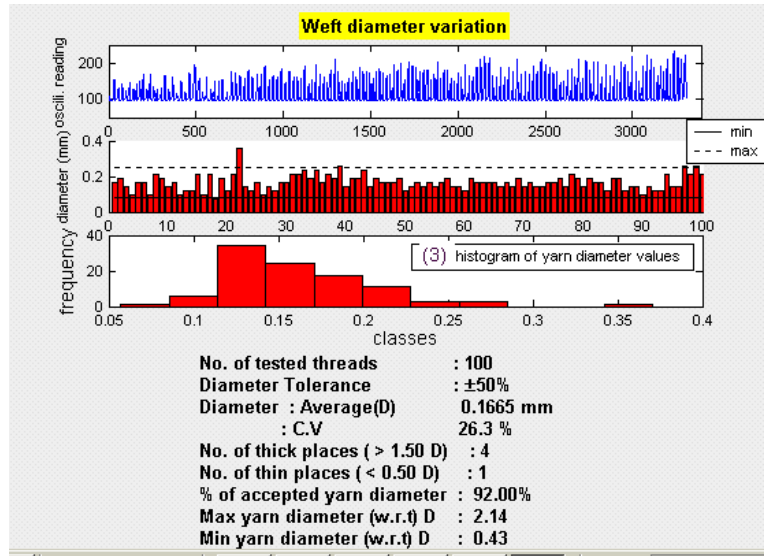 Weft diameter variation
oscili. reading
200
100
0 500 1000 1500 2000 2500 3000
min
max
diameter (mm)
0.4
0.2
0
0 10 20 30 40 50 60 70 80 90 100
frequency
40
20
0
(3) histogram of yarn diameter values
0.05 0.1 0.15 0.2 0.25 0.3 0.35 0.4
classes
No. of tested threads : 100
Diameter Tolerance : ±50%
Diameter : Average(D) 0.1665 mm
: C.V 26.3 %
No. of thick places ( > 1.50 D) : 4
No. of thin places ( < 0.50 D) : 1
% of accepted yarn diameter : 92.00%
Max yarn diameter (w.r.t) D : 2.14
Min yarn diameter (w.r.t) D : 0.43